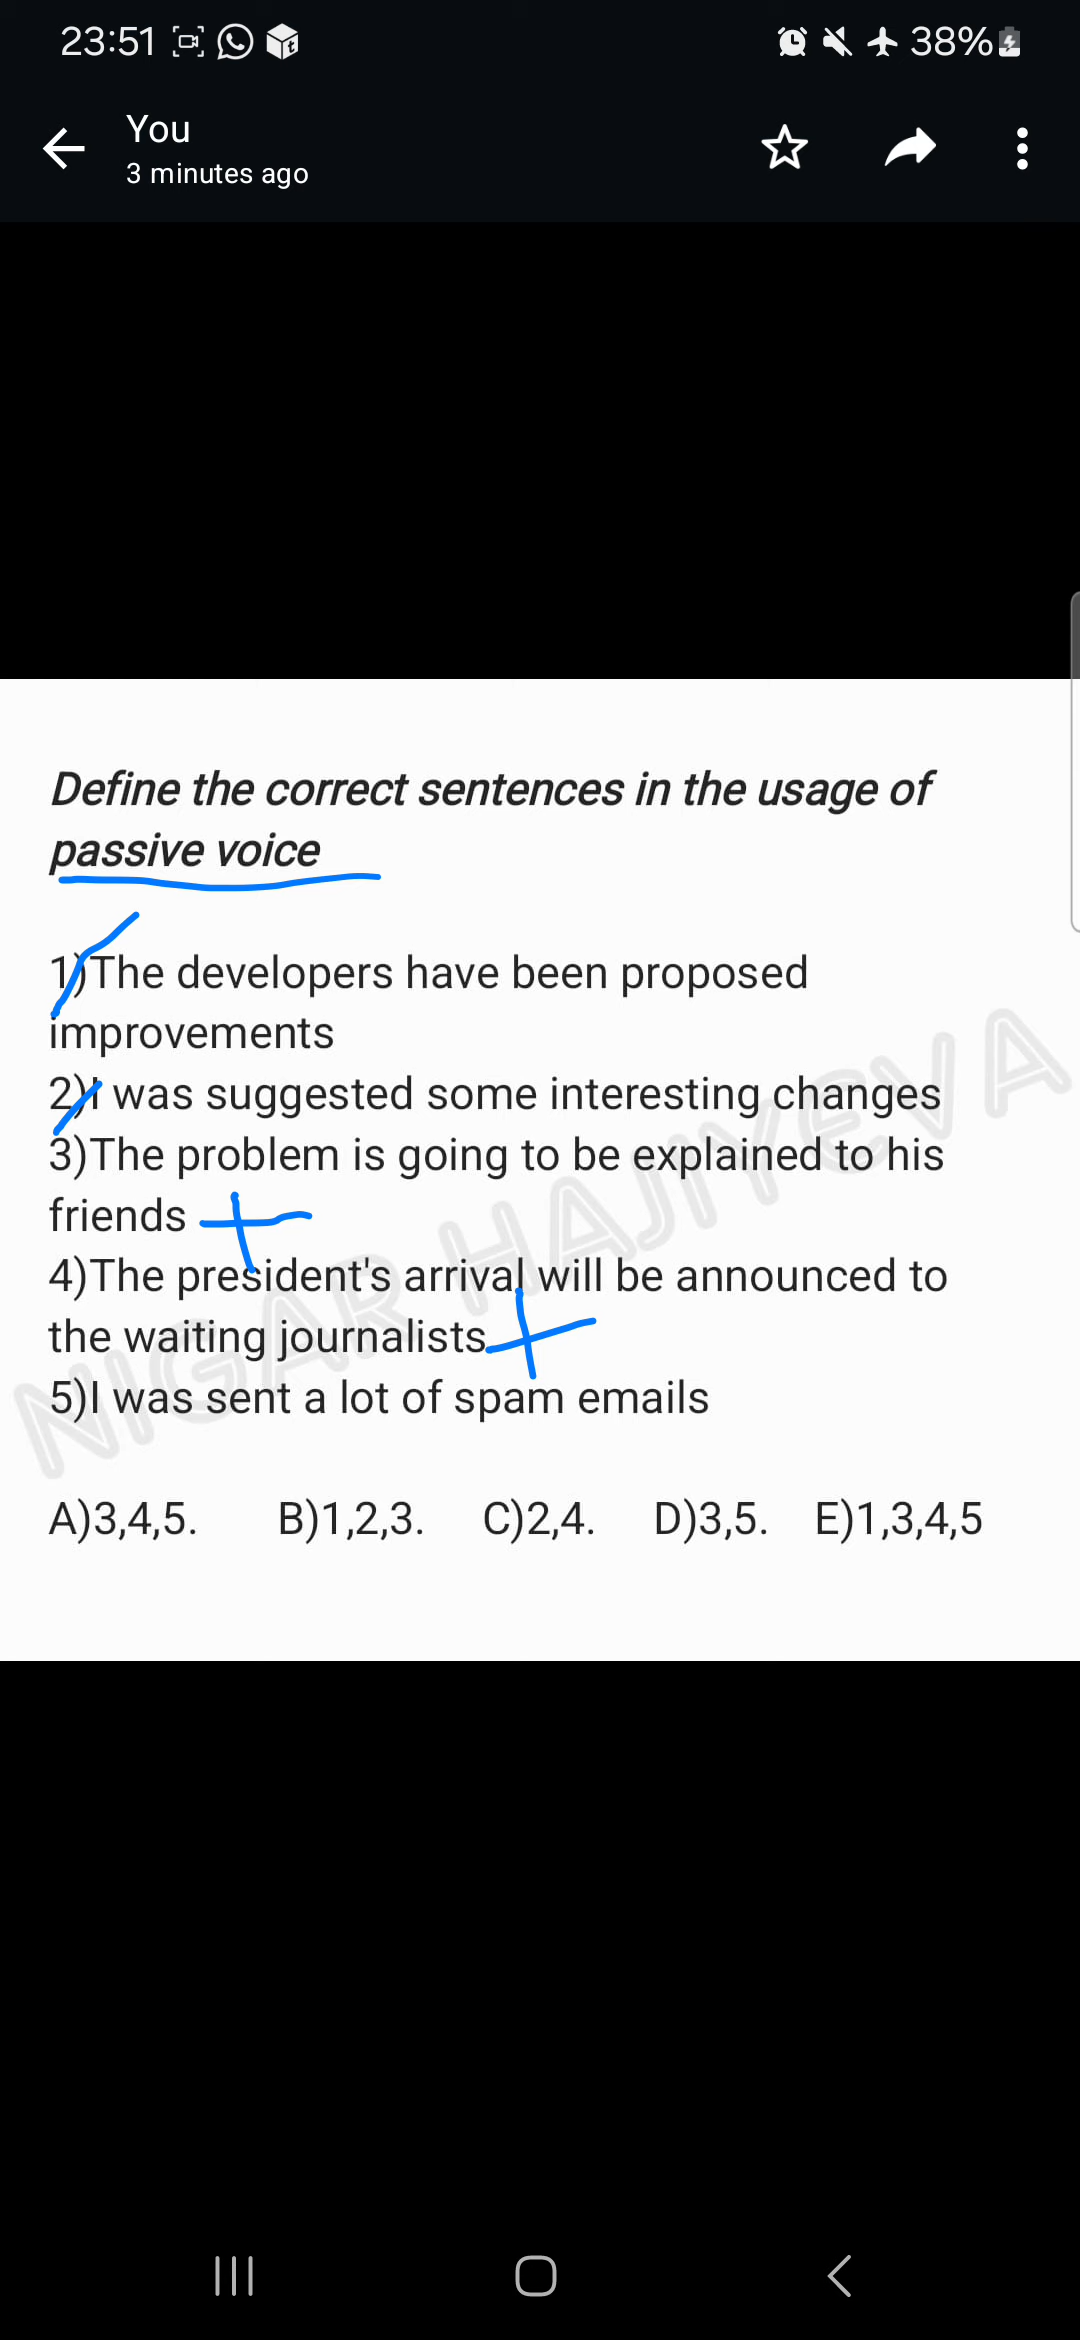 23:51 38%
You
3 minutes ago
Define the correct sentences in the usage of
passive voice
1)The developers have been proposed
improvements
2)I was suggested some interesting changes
3)The problem is going to be explained to his
friends
4)The president's arrival will be announced to
the waiting journalists.
5)I was sent a lot of spam emails
A)3,4,5. B)1,2,3. C)2,4. D)3,5. E)1,3,4,5
NIGAR HAJIYEVA